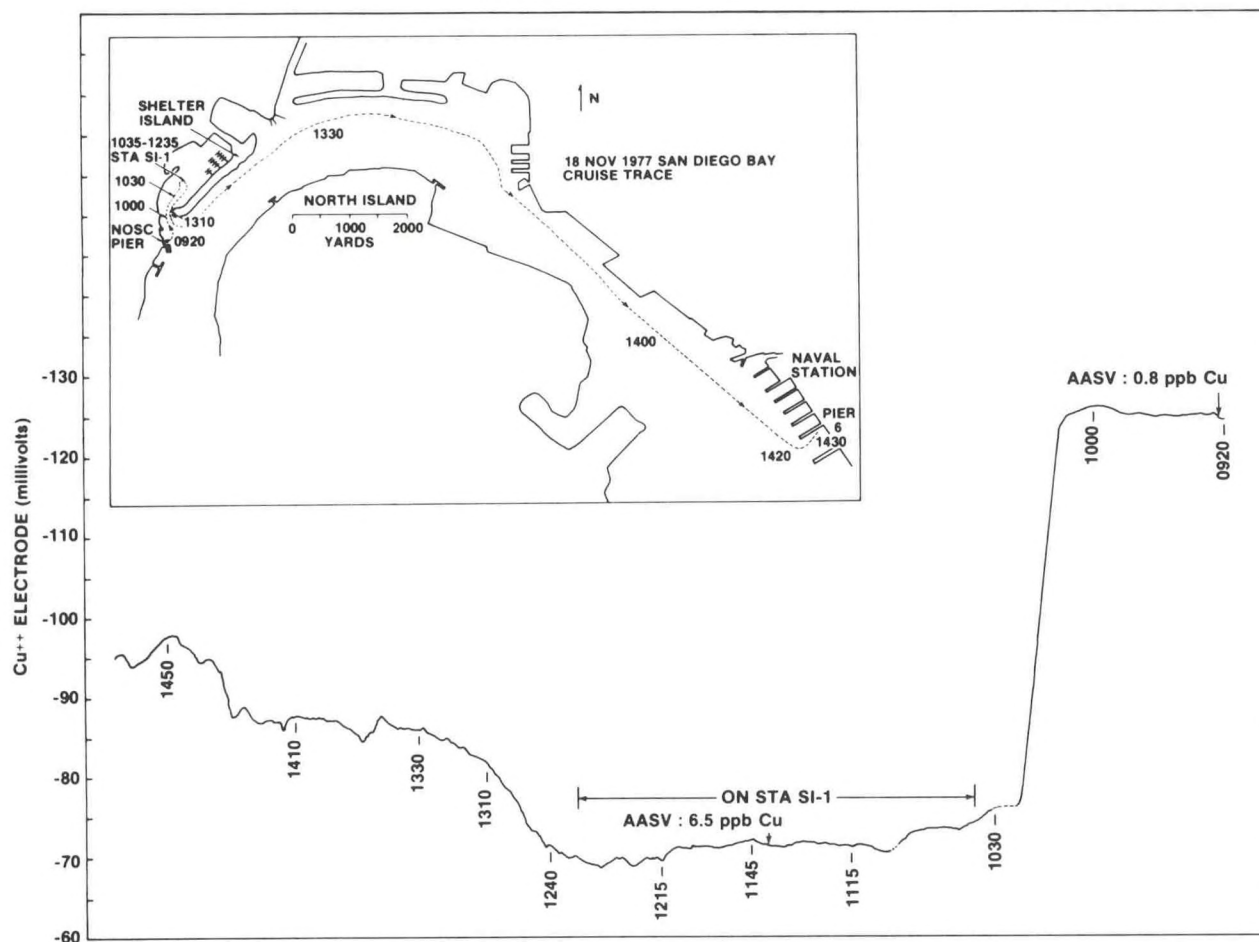 SHELTER
ISLAND
1035-1235
STA SI-1
1030
1000
NOSC
PIER
0920
1310
1330
N
18 NOV 1977 SAN DIEGO BAY
CRUISE TRACE
NORTH ISLAND
0 1000 2000
YARDS
1400
NAVAL
STATION
PIER
6
1430
1420
Cu++ ELECTRODE (millivolts)
-130
-120
-110
-100
-90
-80
-70
-60
AASV : 0.8 ppb Cu
1000
0920
1450
1410
1330
1310
1240
ON STA SI-1
AASV : 6.5 ppb Cu
1215
1145
1115
1030